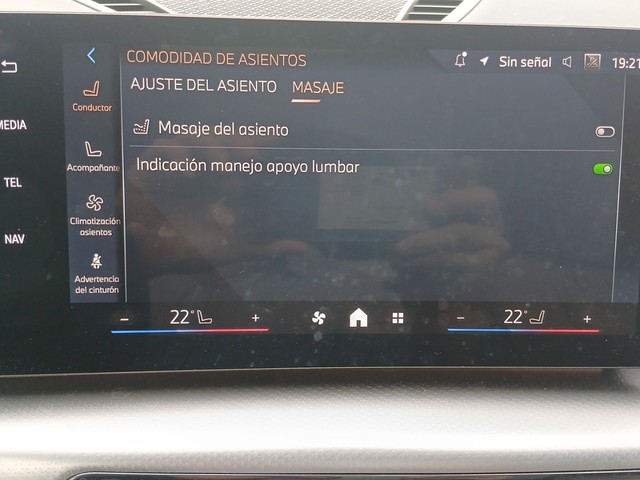 COMODIDAD DE ASIENTOS
Sin señal
19:21
AJUSTE DEL ASIENTO MASAJE
Conductor
MEDIA
Masaje del asiento
Acompañante
Indicación manejo apoyo lumbar
TEL
Climatización
asientos
NAV
Advertencia
del cinturón
− 22° + − 22° +